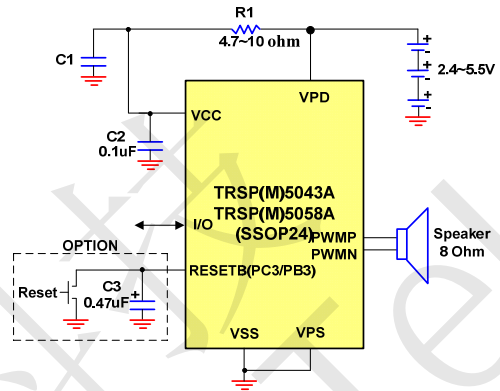 R1
4.7~10 ohm
C1
+
-
+
-
+
-
2.4~5.5V
VPD
VCC
C2
0.1uF
TRSP(M)5043A
TRSP(M)5058A
(SSOP24)
I/O
PWMP
PWMN
Speaker
8 Ohm
OPTION
RESETB(PC3/PB3)
Reset
C3
+
0.47uF
VSS
VPS